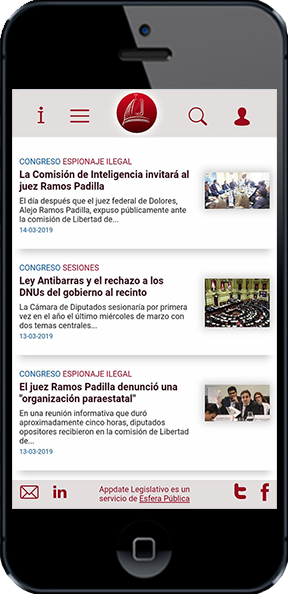 CONGRESO ESPIONAJE ILEGAL
La Comisión de Inteligencia invitará al
juez Ramos Padilla
El día después que el juez federal de Dolores,
Alejo Ramos Padilla, expuso públicamente ante
la comisión de Libertad de...
14-03-2019
CONGRESO SESIONES
Ley Antibarras y el rechazo a los
DNUs del gobierno al recinto
La Cámara de Diputados sesionaría por primera
vez en el año el último miércoles de marzo con
dos temas centrales...
13-03-2019
CONGRESO ESPIONAJE ILEGAL
El juez Ramos Padilla denunció una
"organización paraestatal"
En una reunión informativa que duró
aproximadamente cinco horas, diputados
opositores recibieron en la comisión de Libertad
de...
13-03-2019
Appdate Legislativo es un
servicio de Esfera Pública